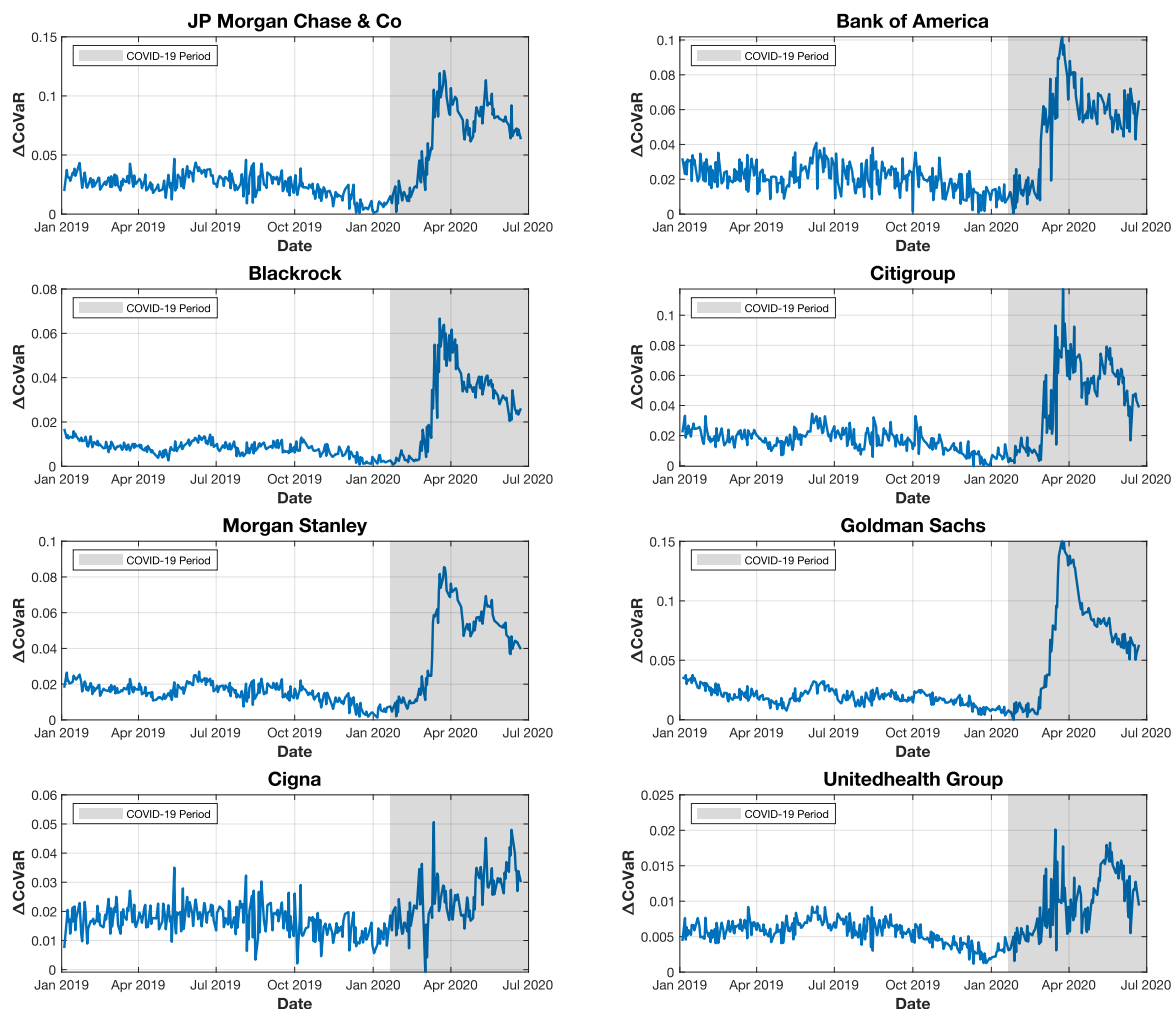 JP Morgan Chase & Co
0.15
0.1
0.05
0
ΔCoVaR
COVID-19 Period
Jan 2019 Apr 2019 Jul 2019 Oct 2019 Jan 2020 Apr 2020 Jul 2020
Date
Bank of America
0.1
0.08
0.06
0.04
0.02
0
ΔCoVaR
COVID-19 Period
Jan 2019 Apr 2019 Jul 2019 Oct 2019 Jan 2020 Apr 2020 Jul 2020
Date
Blackrock
0.08
0.06
0.04
0.02
0
ΔCoVaR
COVID-19 Period
Jan 2019 Apr 2019 Jul 2019 Oct 2019 Jan 2020 Apr 2020 Jul 2020
Date
Citigroup
0.1
0.08
0.06
0.04
0.02
0
ΔCoVaR
COVID-19 Period
Jan 2019 Apr 2019 Jul 2019 Oct 2019 Jan 2020 Apr 2020 Jul 2020
Date
Morgan Stanley
0.1
0.08
0.06
0.04
0.02
0
ΔCoVaR
COVID-19 Period
Jan 2019 Apr 2019 Jul 2019 Oct 2019 Jan 2020 Apr 2020 Jul 2020
Date
Goldman Sachs
0.15
0.1
0.05
0
ΔCoVaR
COVID-19 Period
Jan 2019 Apr 2019 Jul 2019 Oct 2019 Jan 2020 Apr 2020 Jul 2020
Date
Cigna
0.06
0.05
0.04
0.03
0.02
0.01
0
ΔCoVaR
COVID-19 Period
Jan 2019 Apr 2019 Jul 2019 Oct 2019 Jan 2020 Apr 2020 Jul 2020
Date
Unitedhealth Group
0.025
0.02
0.015
0.01
0.005
0
ΔCoVaR
COVID-19 Period
Jan 2019 Apr 2019 Jul 2019 Oct 2019 Jan 2020 Apr 2020 Jul 2020
Date